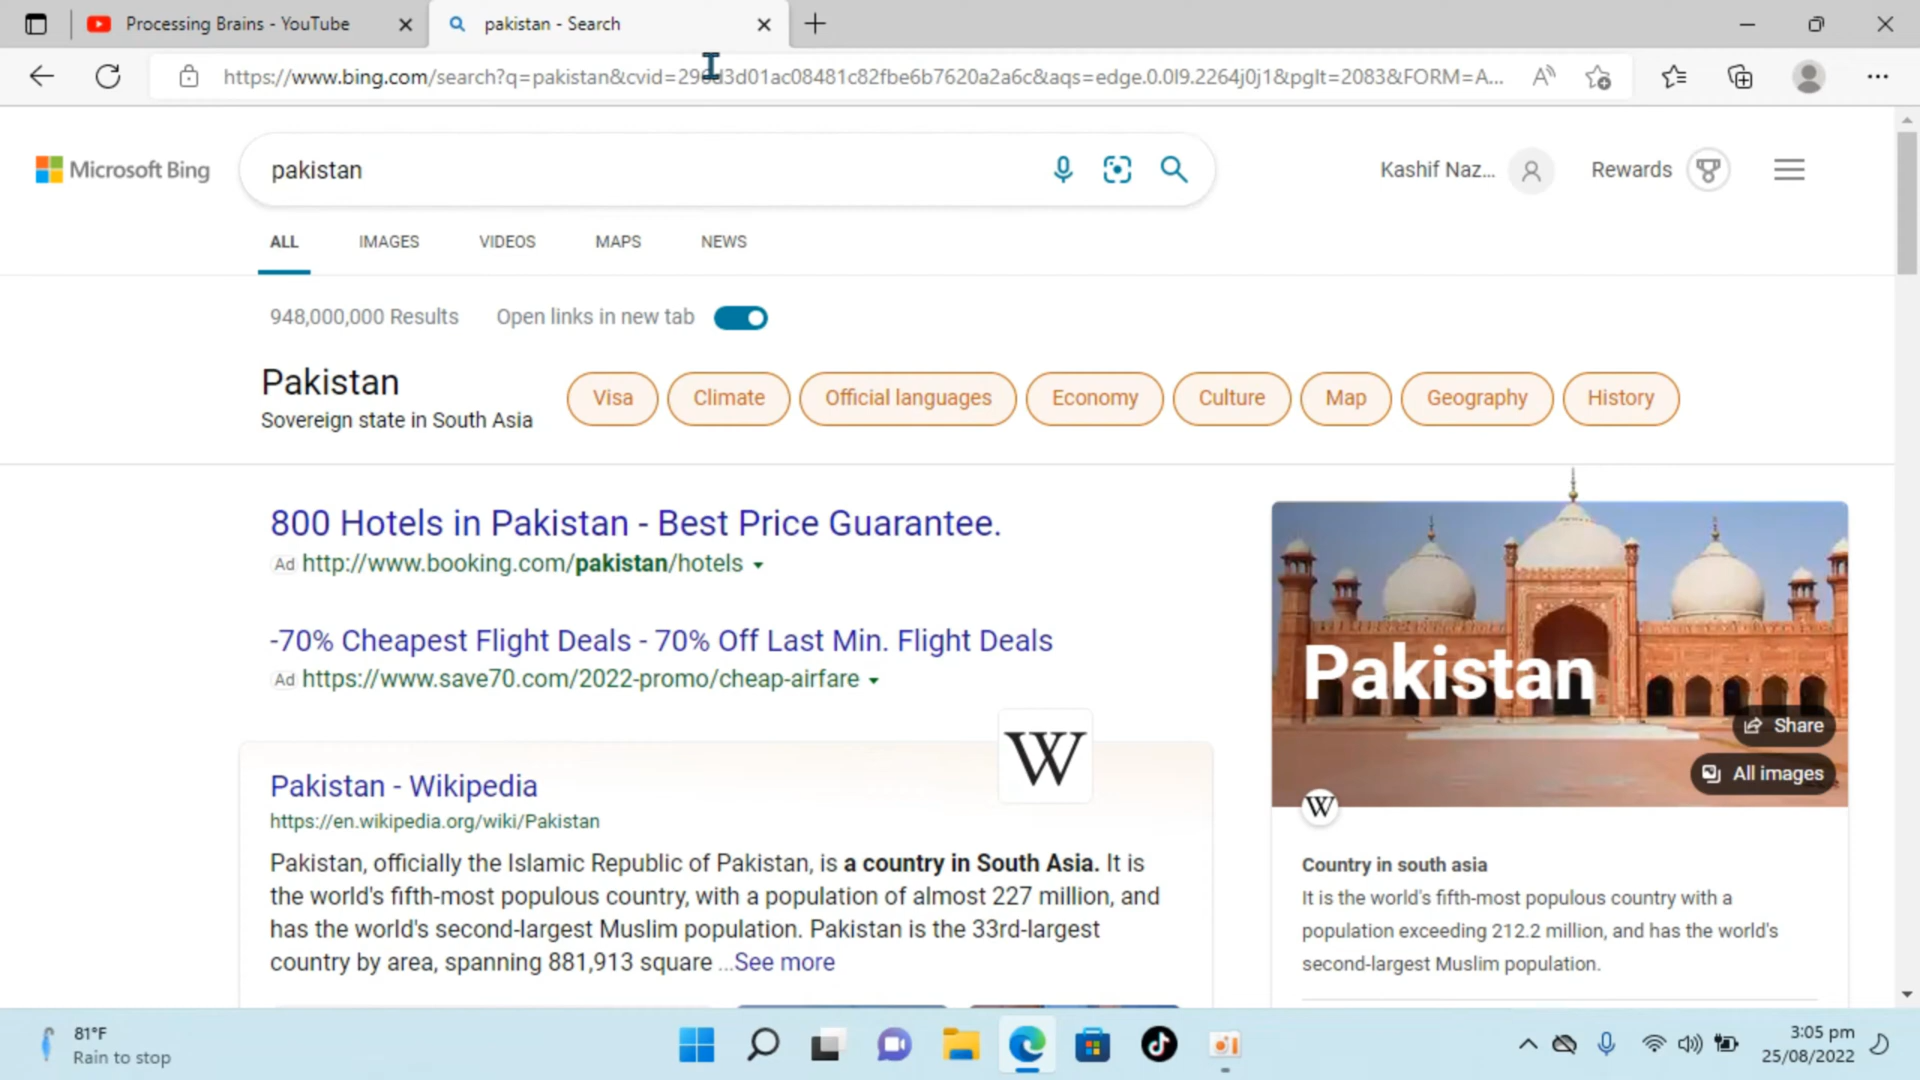 Processing Brains - YouTube
pakistan - Search
https://www.bing.com/search?q=pakistan&cvid=296d3d01ac08481c82fbe6b7620a2a6c&aqs=edge.0.0l9.2264j0j1&pglt=2083&FORM=A...
Microsoft Bing
pakistan
Kashif Naz...
Rewards
ALL
IMAGES
VIDEOS
MAPS
NEWS
948,000,000 Results
Open links in new tab
Pakistan
Sovereign state in South Asia
Visa
Climate
Official languages
Economy
Culture
Map
Geography
History
800 Hotels in Pakistan - Best Price Guarantee.
Ad http://www.booking.com/pakistan/hotels
-70% Cheapest Flight Deals - 70% Off Last Min. Flight Deals
Ad https://www.save70.com/2022-promo/cheap-airfare
W
Pakistan - Wikipedia
https://en.wikipedia.org/wiki/Pakistan
Pakistan, officially the Islamic Republic of Pakistan, is a country in South Asia. It is
the world's fifth-most populous country, with a population of almost 227 million, and
has the world's second-largest Muslim population. Pakistan is the 33rd-largest
country by area, spanning 881,913 square ...See more
Pakistan
Share
All images
W
Country in south asia
It is the world's fifth-most populous country with a
population exceeding 212.2 million, and has the world's
second-largest Muslim population.
81°F
Rain to stop
3:05 pm
25/08/2022